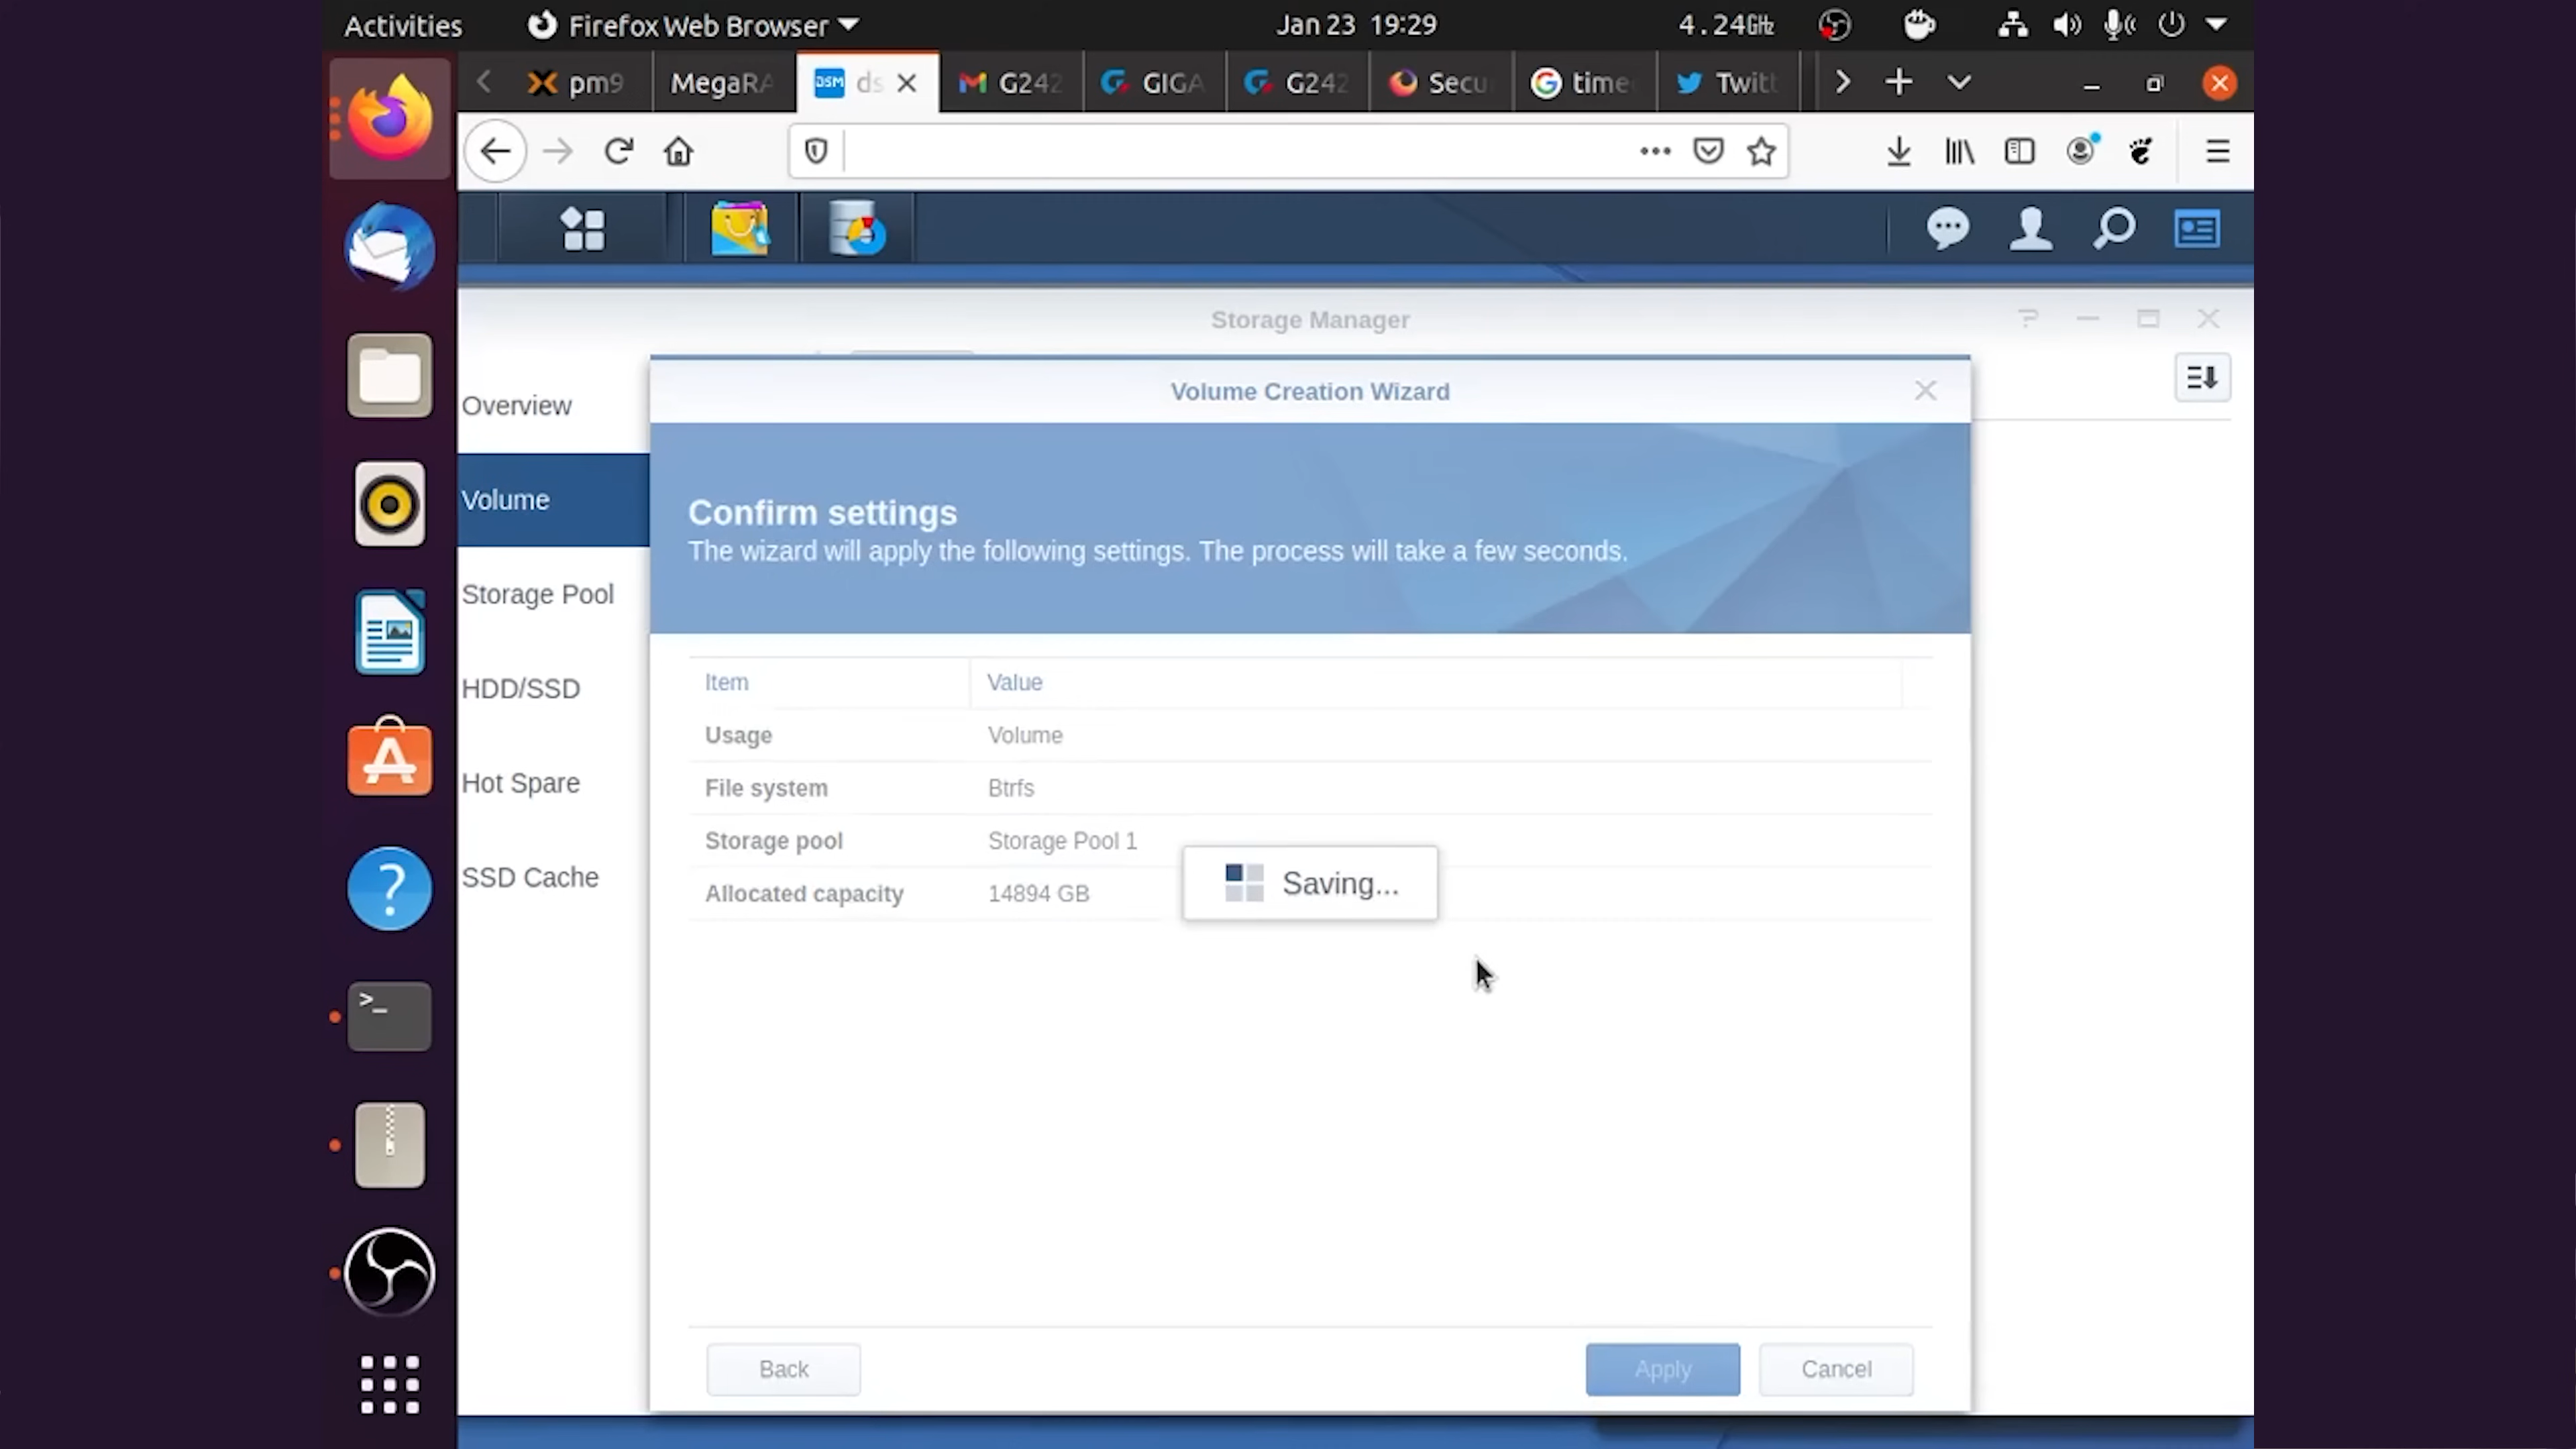 Activities
Firefox Web Browser
Jan 23 19:29
4.24GHz
pm9
MegaRA
DSM ds
G242
GIGA
G242
Secu
time
Twitt
Storage Manager
Overview
Volume
Storage Pool
HDD/SSD
Hot Spare
SSD Cache
Volume Creation Wizard
Confirm settings
The wizard will apply the following settings. The process will take a few seconds.
Item Value
Usage Volume
File system Btrfs
Storage pool Storage Pool 1
Allocated capacity 14894 GB
Saving...
Back
Apply
Cancel